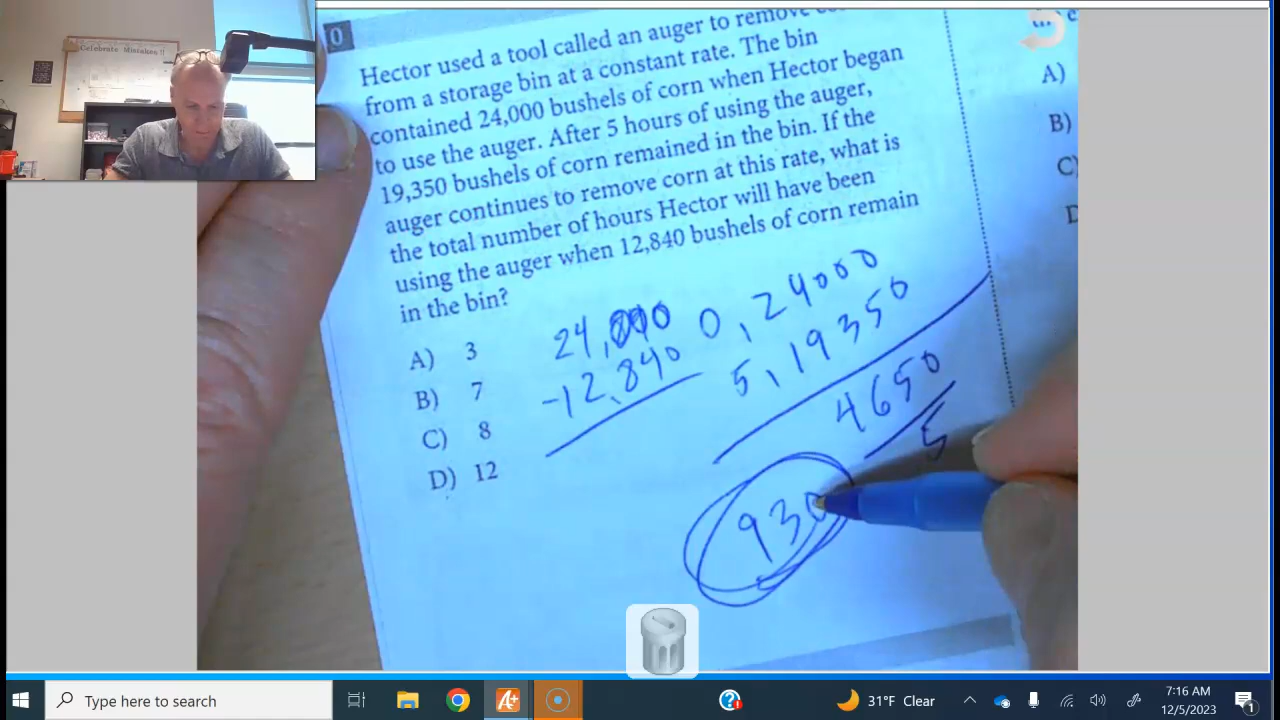 Celebrate Mistakes !!
0
Hector used a tool called an auger to remove
from a storage bin at a constant rate. The bin
contained 24,000 bushels of corn when Hector began
to use the auger. After 5 hours of using the auger,
19,350 bushels of corn remained in the bin. If the
auger continues to remove corn at this rate, what is
the total number of hours Hector will have been
using the auger when 12,840 bushels of corn remain
in the bin?
A) 3
B) 7
C) 8
D) 12
24,000
-12,840
0, 24000
5, 19350
4650
5
930
A)
B)
C)
D
Type here to search
31°F Clear
7:16 AM
12/5/2023
1